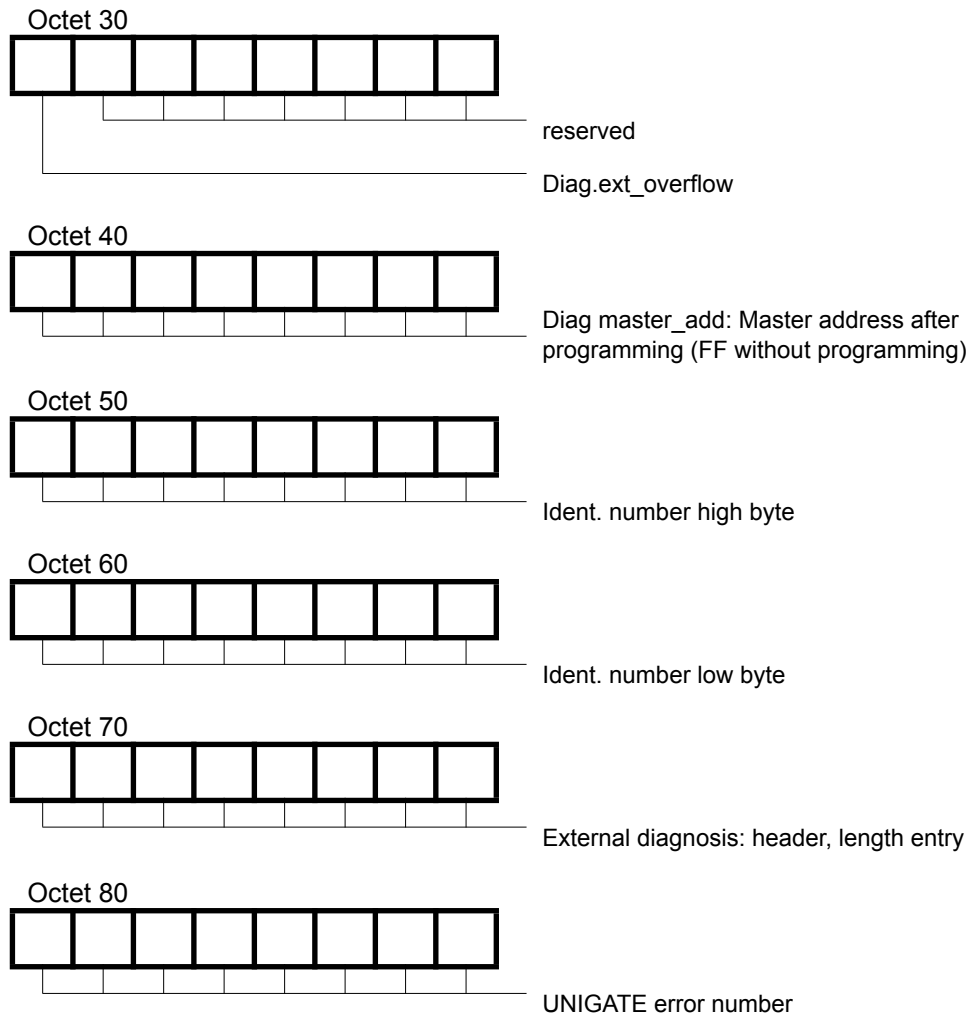 Octet 30
reserved
Diag.ext_overflow
Octet 40
Diag master_add: Master address after
programming (FF without programming)
Octet 50
Ident. number high byte
Octet 60
Ident. number low byte
Octet 70
External diagnosis: header, length entry
Octet 80
UNIGATE error number